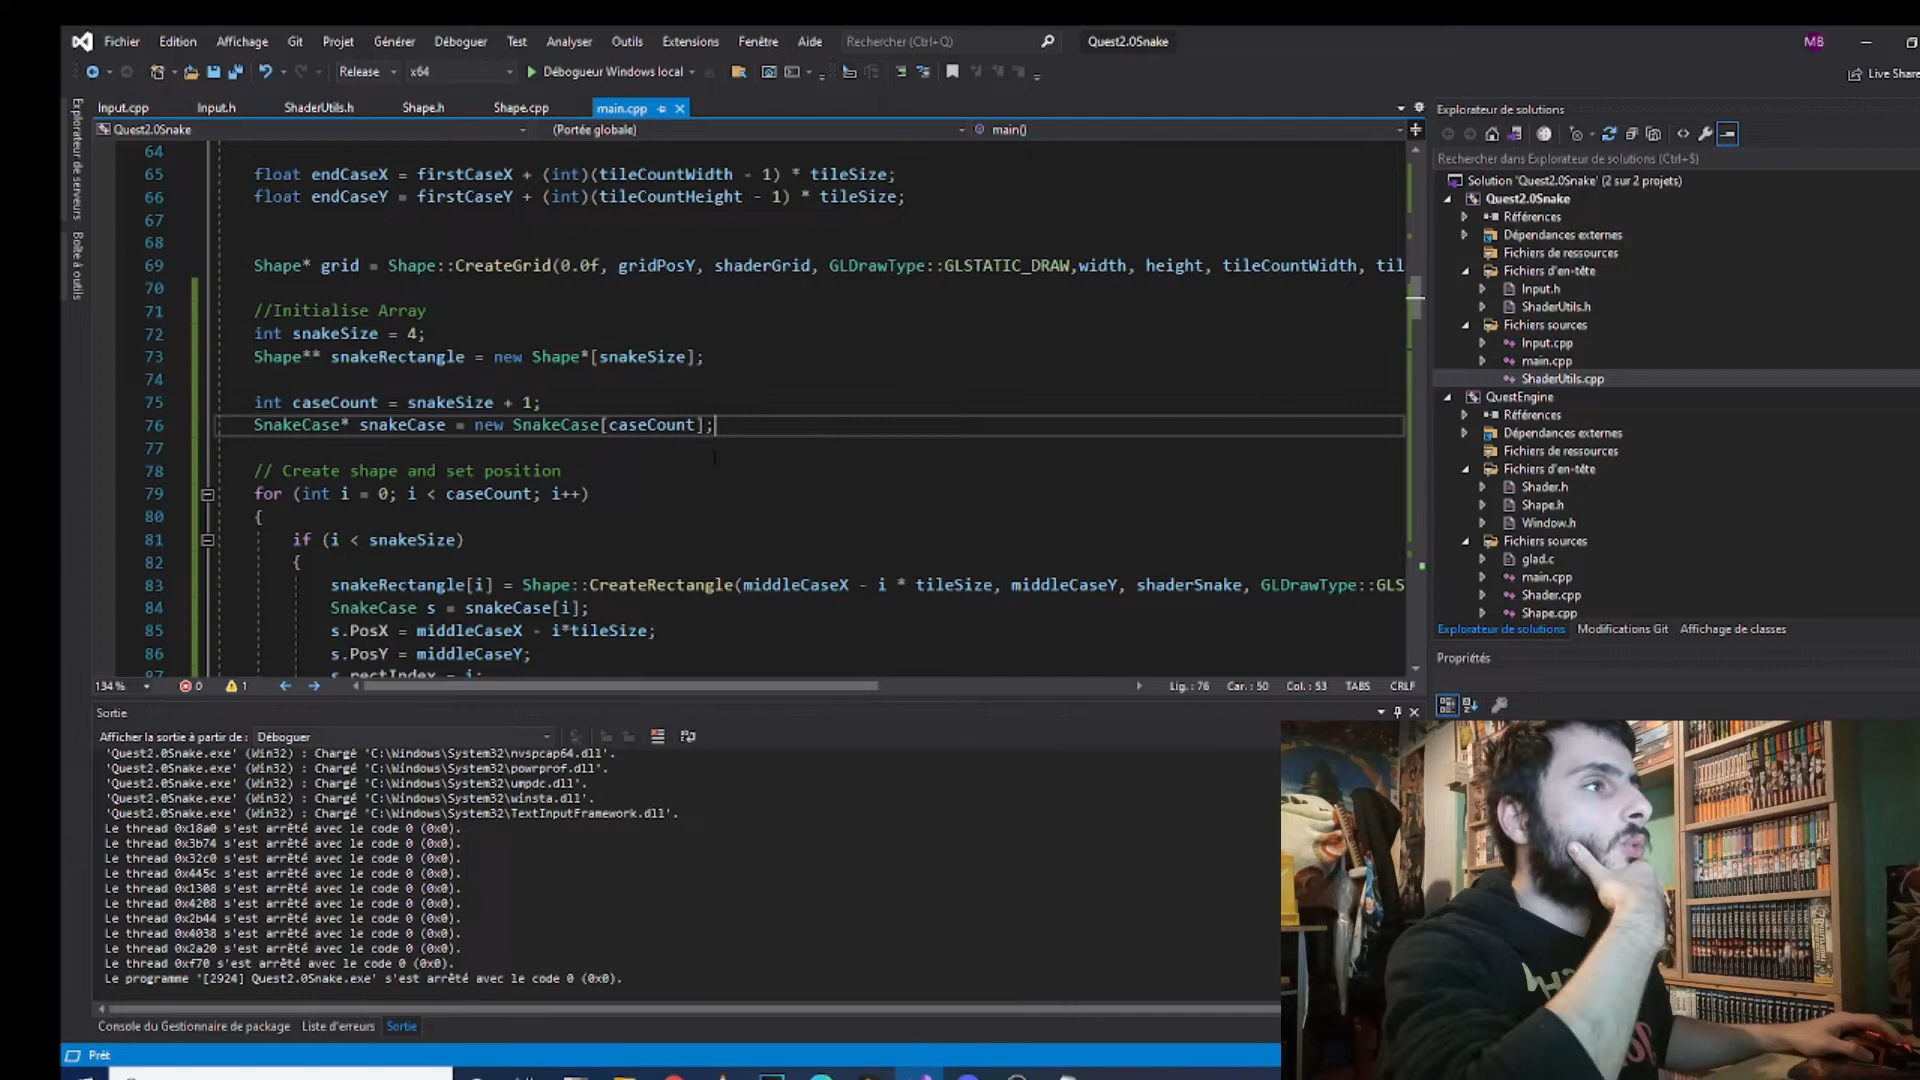 Fichier Edition Affichage Git Projet Générer Déboguer Test Analyser Outils Extensions Fenêtre Aide Rechercher (Ctrl+Q) Quest2.0Snake MB
Release x64 Débogueur Windows local Live Share
Input.cpp Input.h ShaderUtils.h Shape.h Shape.cpp main.cpp
Quest2.0Snake (Portée globale) main()
Explorateur de serveurs
Boîte à outils
64
65 float endCaseX = firstCaseX + (int)(tileCountWidth - 1) * tileSize;
66 float endCaseY = firstCaseY + (int)(tileCountHeight - 1) * tileSize;
67
68
69 Shape* grid = Shape::CreateGrid(0.0f, gridPosY, shaderGrid, GLDrawType::GLSTATIC_DRAW,width, height, tileCountWidth, til
70
71 //Initialise Array
72 int snakeSize = 4;
73 Shape** snakeRectangle = new Shape*[snakeSize];
74
75 int caseCount = snakeSize + 1;
76 SnakeCase* snakeCase = new SnakeCase[caseCount];
77
78 // Create shape and set position
79 for (int i = 0; i < caseCount; i++)
80 {
81 if (i < snakeSize)
82 {
83 snakeRectangle[i] = Shape::CreateRectangle(middleCaseX - i * tileSize, middleCaseY, shaderSnake, GLDrawType::GLS
84 SnakeCase s = snakeCase[i];
85 s.PosX = middleCaseX - i*tileSize;
86 s.PosY = middleCaseY;
87 s.rectIndex = i;
134 % 0 1 Lig. : 76 Car. : 50 Col. : 53 TABS CRLF
Sortie
Afficher la sortie à partir de : Déboguer
'Quest2.0Snake.exe' (Win32) : Chargé 'C:\Windows\System32\nvspcap64.dll'.
'Quest2.0Snake.exe' (Win32) : Chargé 'C:\Windows\System32\powrprof.dll'.
'Quest2.0Snake.exe' (Win32) : Chargé 'C:\Windows\System32\umpdc.dll'.
'Quest2.0Snake.exe' (Win32) : Chargé 'C:\Windows\System32\winsta.dll'.
'Quest2.0Snake.exe' (Win32) : Chargé 'C:\Windows\System32\TextInputFramework.dll'.
Le thread 0x18a0 s'est arrêté avec le code 0 (0x0).
Le thread 0x3b74 s'est arrêté avec le code 0 (0x0).
Le thread 0x32c0 s'est arrêté avec le code 0 (0x0).
Le thread 0x445c s'est arrêté avec le code 0 (0x0).
Le thread 0x1308 s'est arrêté avec le code 0 (0x0).
Le thread 0x4208 s'est arrêté avec le code 0 (0x0).
Le thread 0x2b44 s'est arrêté avec le code 0 (0x0).
Le thread 0x4038 s'est arrêté avec le code 0 (0x0).
Le thread 0x2a20 s'est arrêté avec le code 0 (0x0).
Le thread 0xf70 s'est arrêté avec le code 0 (0x0).
Le programme '[2924] Quest2.0Snake.exe' s'est arrêté avec le code 0 (0x0).
Console du Gestionnaire de package Liste d'erreurs Sortie
Prêt
Explorateur de solutions
Rechercher dans Explorateur de solutions (Ctrl+$)
Solution 'Quest2.0Snake' (2 sur 2 projets)
Quest2.0Snake
Références
Dépendances externes
Fichiers de ressources
Fichiers d'en-tête
Input.h
ShaderUtils.h
Fichiers sources
Input.cpp
main.cpp
ShaderUtils.cpp
QuestEngine
Références
Dépendances externes
Fichiers de ressources
Fichiers d'en-tête
Shader.h
Shape.h
Window.h
Fichiers sources
glad.c
main.cpp
Shader.cpp
Shape.cpp
Explorateur de solutions Modifications Git Affichage de classes
Propriétés